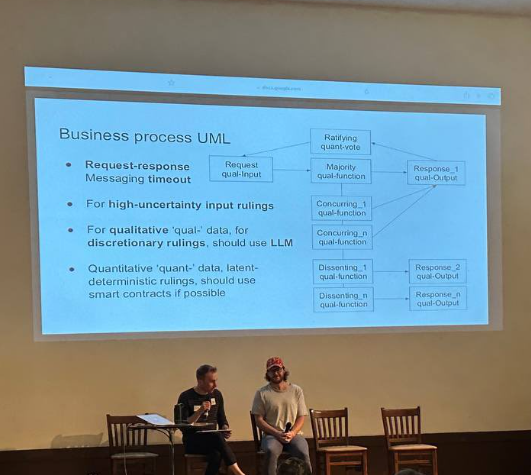 Business process UML
Request-response
Messaging timeout
For high-uncertainty input rulings
For qualitative 'qual-' data, for
discretionary rulings, should use LLM
Quantitative 'quant-' data, latent-
deterministic rulings, should use
smart contracts if possible
Ratifying
quant-vote
Request
qual-Input
Majority
qual-function
Response_1
qual-Output
Concurring_1
qual-function
Concurring_n
qual-function
Dissenting_1
qual-function
Response_2
qual-Output
Dissenting_n
qual-function
Response_n
qual-Output